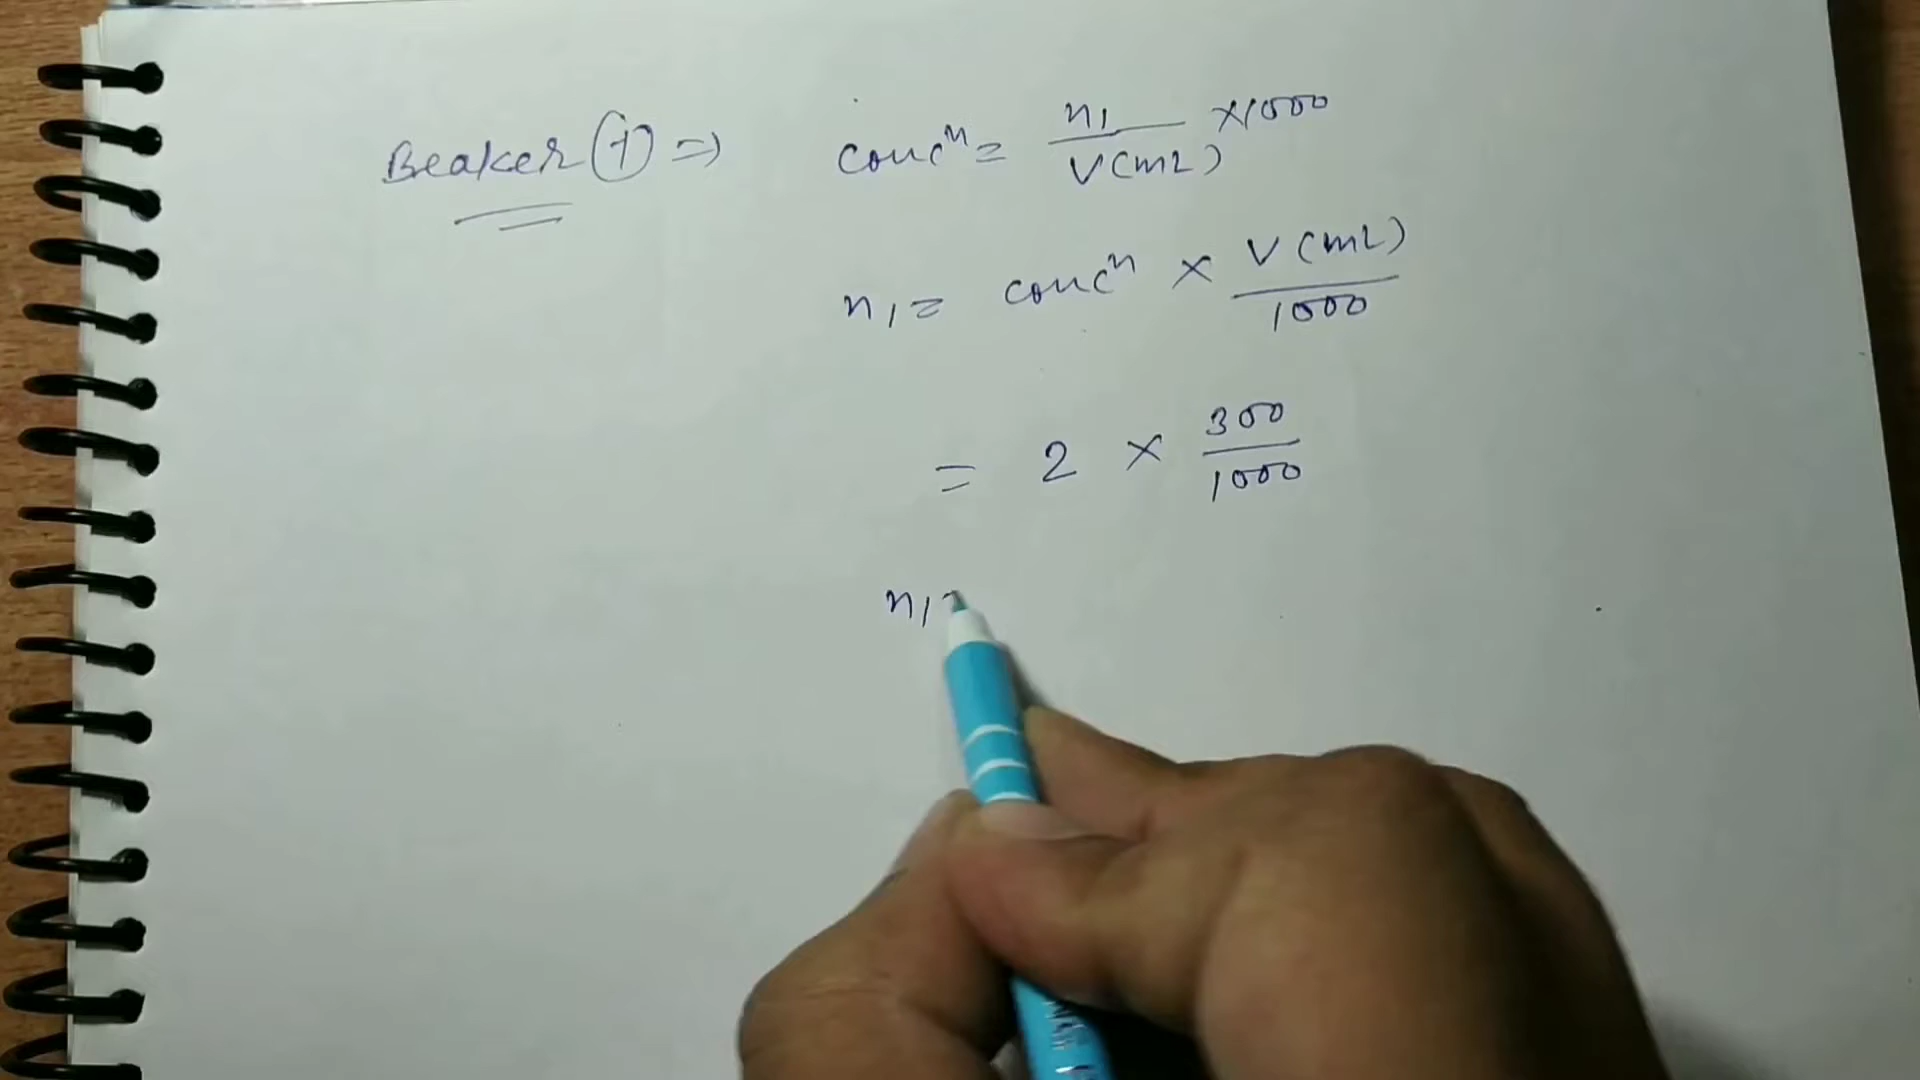 Beaker (1) ⇒ concⁿ = n₁/V(mL) × 1000
n₁ = concⁿ × V(mL)/1000
= 2 × 300/1000
n₁ =